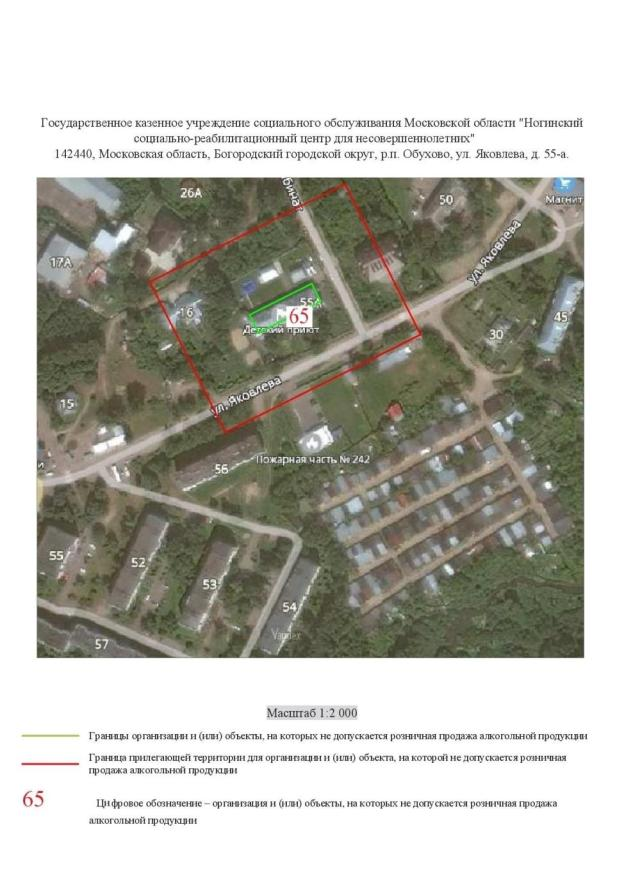 Государственное казенное учреждение социального обслуживания Московской области "Ногинский
социально-реабилитационный центр для несовершеннолетних"
142440, Московская область, Богородский городской округ, р.п. Обухово, ул. Яковлева, д. 55-а.
26А
50
Магнит
17А
ул. Яковлева
55А
16
65
Детский приют
45
30
ул. Яковлева
15
Пожарная часть № 242
56
55
52
53
54
Yandex
57
Масштаб 1:2 000
Границы организации и (или) объекты, на которых не допускается розничная продажа алкогольной продукции
Граница прилегающей территории для организации и (или) объекта, на которой не допускается розничная
продажа алкогольной продукции
65
Цифровое обозначение – организация и (или) объекты, на которых не допускается розничная продажа
алкогольной продукции